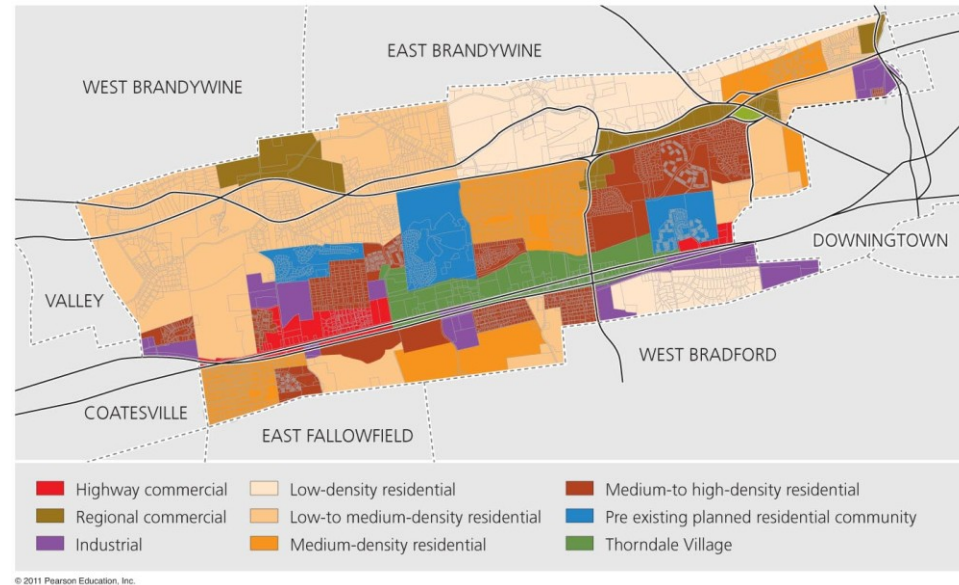 EAST BRANDYWINE
WEST BRANDYWINE
DOWNINGTOWN
VALLEY
WEST BRADFORD
COATESVILLE
EAST FALLOWFIELD
Highway commercial
Regional commercial
Industrial
Low-density residential
Low-to medium-density residential
Medium-density residential
Medium-to high-density residential
Pre existing planned residential community
Thorndale Village
© 2011 Pearson Education, Inc.